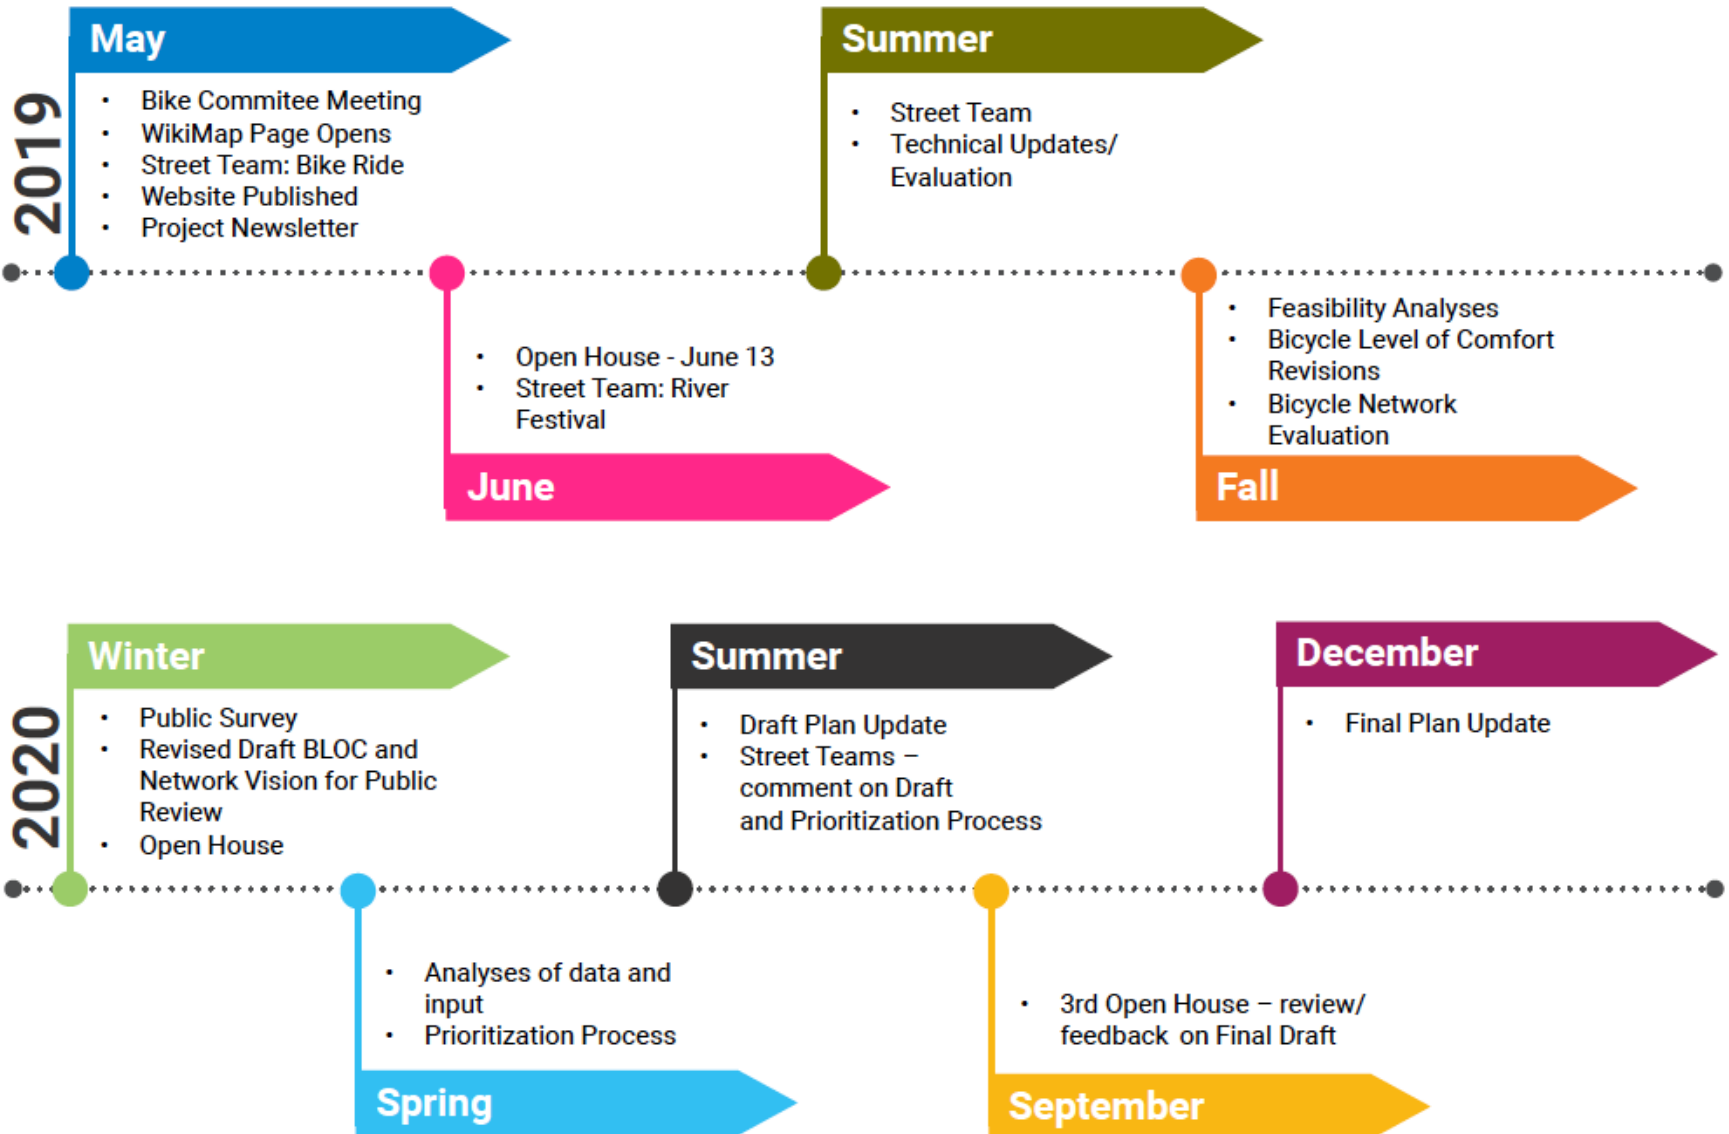 2019
May
• Bike Commitee Meeting
• WikiMap Page Opens
• Street Team: Bike Ride
• Website Published
• Project Newsletter
June
• Open House - June 13
• Street Team: River
Festival
Summer
• Street Team
• Technical Updates/
Evaluation
Fall
• Feasibility Analyses
• Bicycle Level of Comfort
Revisions
• Bicycle Network
Evaluation
2020
Winter
• Public Survey
• Revised Draft BLOC and
Network Vision for Public
Review
• Open House
Spring
• Analyses of data and
input
• Prioritization Process
Summer
• Draft Plan Update
• Street Teams –
comment on Draft
and Prioritization Process
September
• 3rd Open House – review/
feedback on Final Draft
December
• Final Plan Update